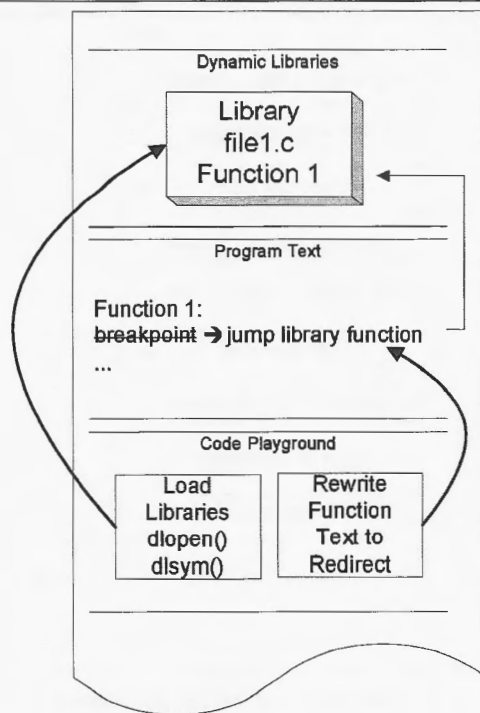 Dynamic Libraries
Library
file1.c
Function 1
Program Text
Function 1:
breakpoint ➔ jump library function
...
Code Playground
Load
Libraries
dlopen()
dlsym()
Rewrite
Function
Text to
Redirect